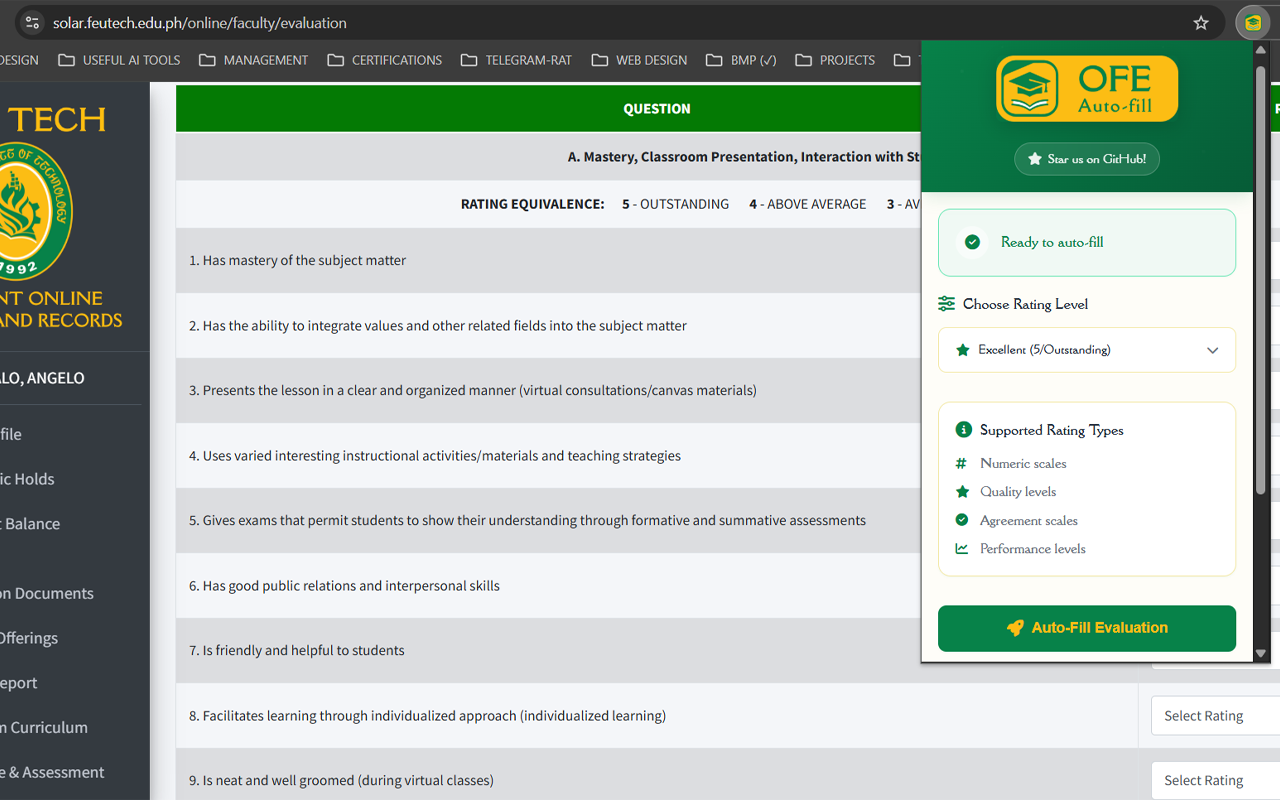 solar.feutech.edu.ph/online/faculty/evaluation
DESIGN USEFUL AI TOOLS MANAGEMENT CERTIFICATIONS TELEGRAM-RAT WEB DESIGN BMP (✓) PROJECTS
TECH
1992
NT ONLINE
AND RECORDS
LO, ANGELO
file
ic Holds
t Balance
on Documents
Offerings
eport
m Curriculum
e & Assessment
QUESTION
A. Mastery, Classroom Presentation, Interaction with St
RATING EQUIVALENCE: 5 - OUTSTANDING 4 - ABOVE AVERAGE 3 - AV
1. Has mastery of the subject matter
2. Has the ability to integrate values and other related fields into the subject matter
3. Presents the lesson in a clear and organized manner (virtual consultations/canvas materials)
4. Uses varied interesting instructional activities/materials and teaching strategies
5. Gives exams that permit students to show their understanding through formative and summative assessments
6. Has good public relations and interpersonal skills
7. Is friendly and helpful to students
8. Facilitates learning through individualized approach (individualized learning)
Select Rating
9. Is neat and well groomed (during virtual classes)
Select Rating
OFE
Auto-fill
Star us on GitHub!
Ready to auto-fill
Choose Rating Level
Excellent (5/Outstanding)
Supported Rating Types
Numeric scales
Quality levels
Agreement scales
Performance levels
Auto-Fill Evaluation